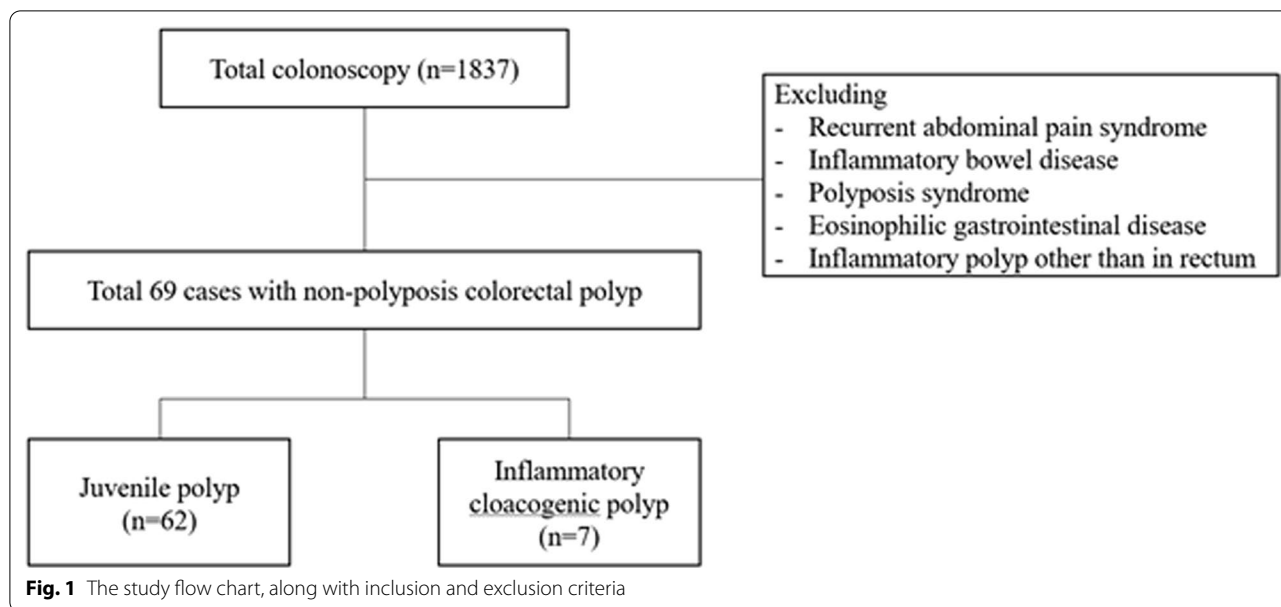 Total colonoscopy (n=1837)
Excluding
- Recurrent abdominal pain syndrome
- Inflammatory bowel disease
- Polyposis syndrome
- Eosinophilic gastrointestinal disease
- Inflammatory polyp other than in rectum
Total 69 cases with non-polyposis colorectal polyp
Juvenile polyp
(n=62)
Inflammatory
cloacogenic polyp
(n=7)
Fig. 1 The study flow chart, along with inclusion and exclusion criteria